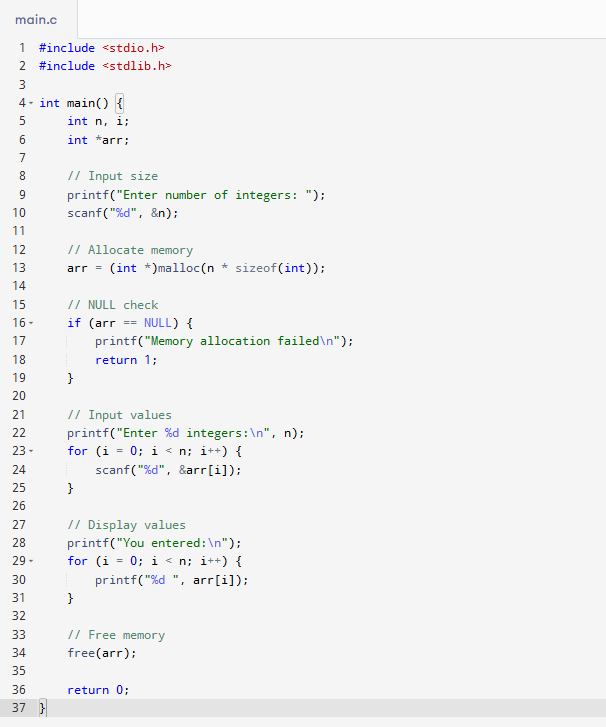 main.c
1 #include <stdio.h>
2 #include <stdlib.h>
3
4 int main() {
5     int n, i;
6     int *arr;
7
8     // Input size
9     printf("Enter number of integers: ");
10     scanf("%d", &n);
11
12     // Allocate memory
13     arr = (int *)malloc(n * sizeof(int));
14
15     // NULL check
16     if (arr == NULL) {
17         printf("Memory allocation failed\n");
18         return 1;
19     }
20
21     // Input values
22     printf("Enter %d integers:\n", n);
23     for (i = 0; i < n; i++) {
24         scanf("%d", &arr[i]);
25     }
26
27     // Display values
28     printf("You entered:\n");
29     for (i = 0; i < n; i++) {
30         printf("%d ", arr[i]);
31     }
32
33     // Free memory
34     free(arr);
35
36     return 0;
37 }